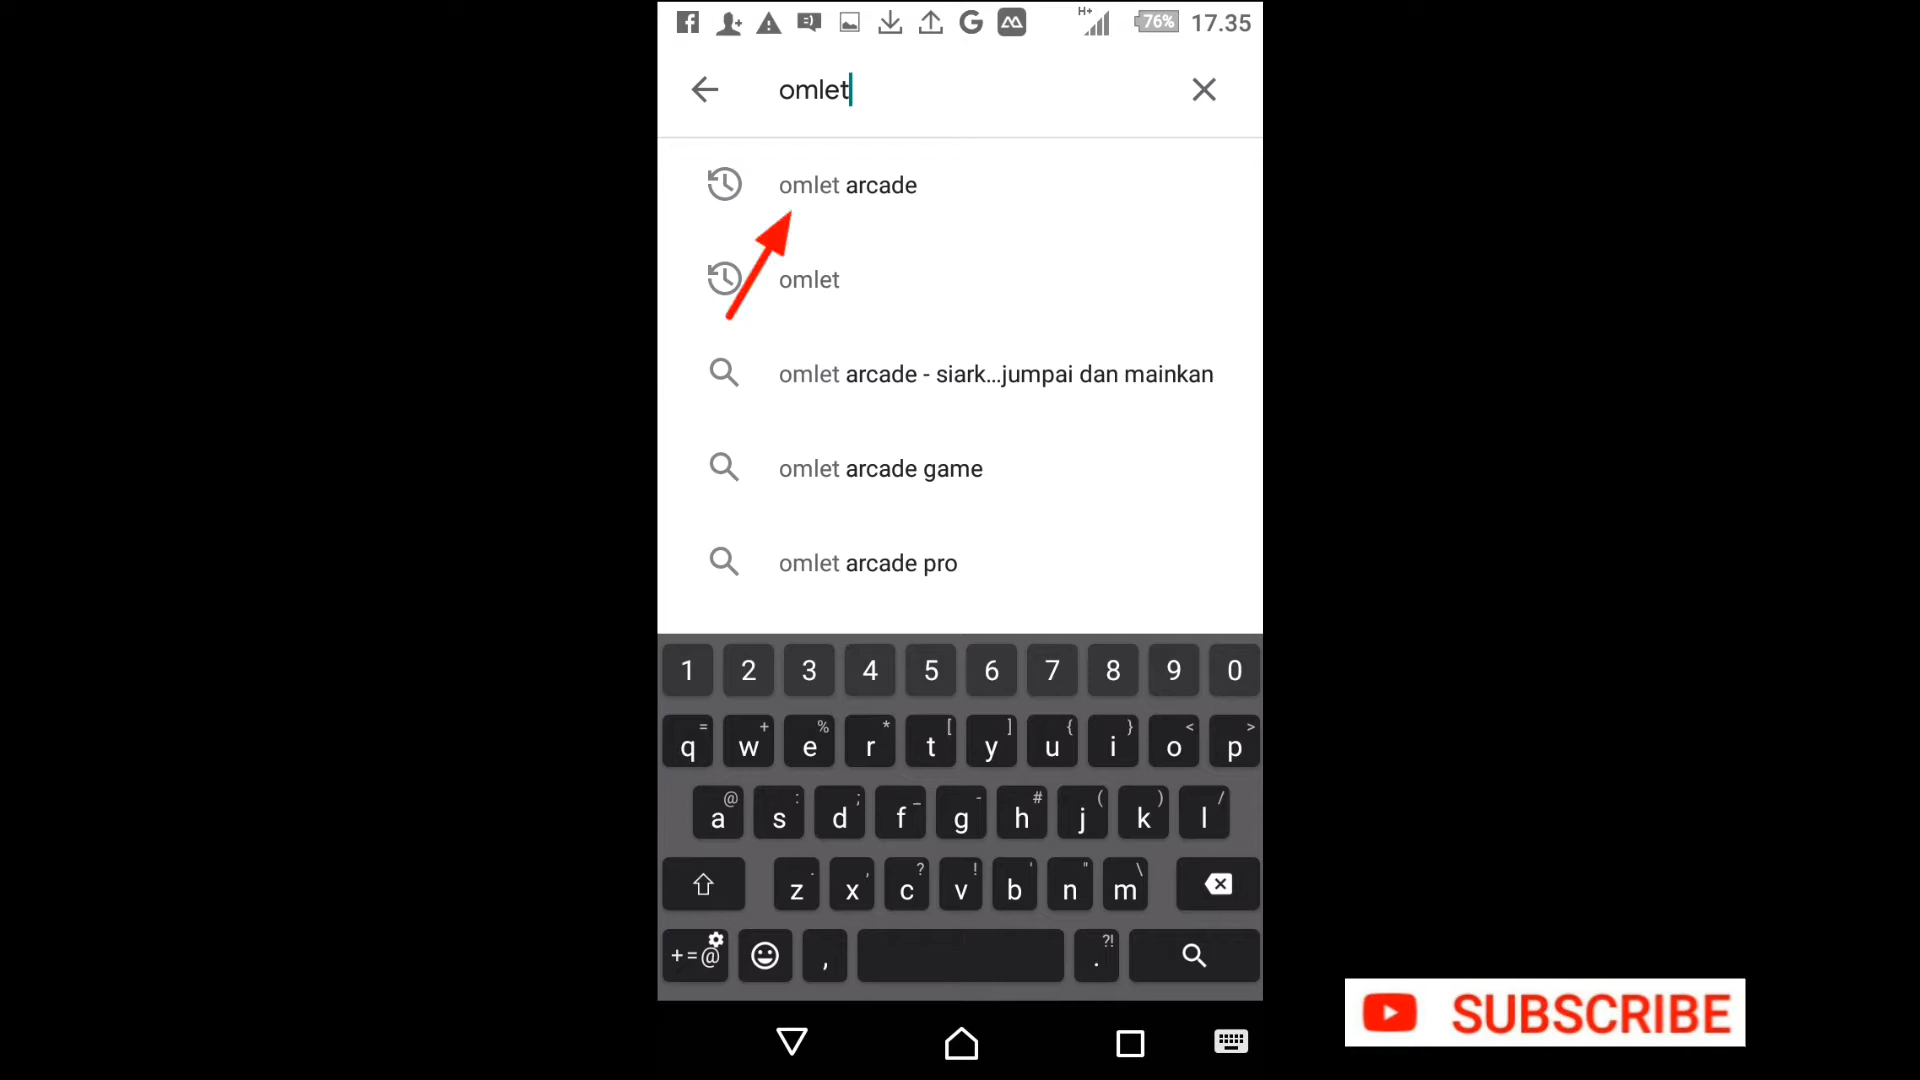 H+ 76% 17.35
omlet
omlet arcade
omlet
omlet arcade - siark...jumpai dan mainkan
omlet arcade game
omlet arcade pro
1 2 3 4 5 6 7 8 9 0
= + % * [ ] { } < >
q w e r t y u i o p
@ : ; _ - # ( ) /
a s d f g h j k l
. , ? ! ' " \
z x c v b n m
?!
+=@ , .
SUBSCRIBE